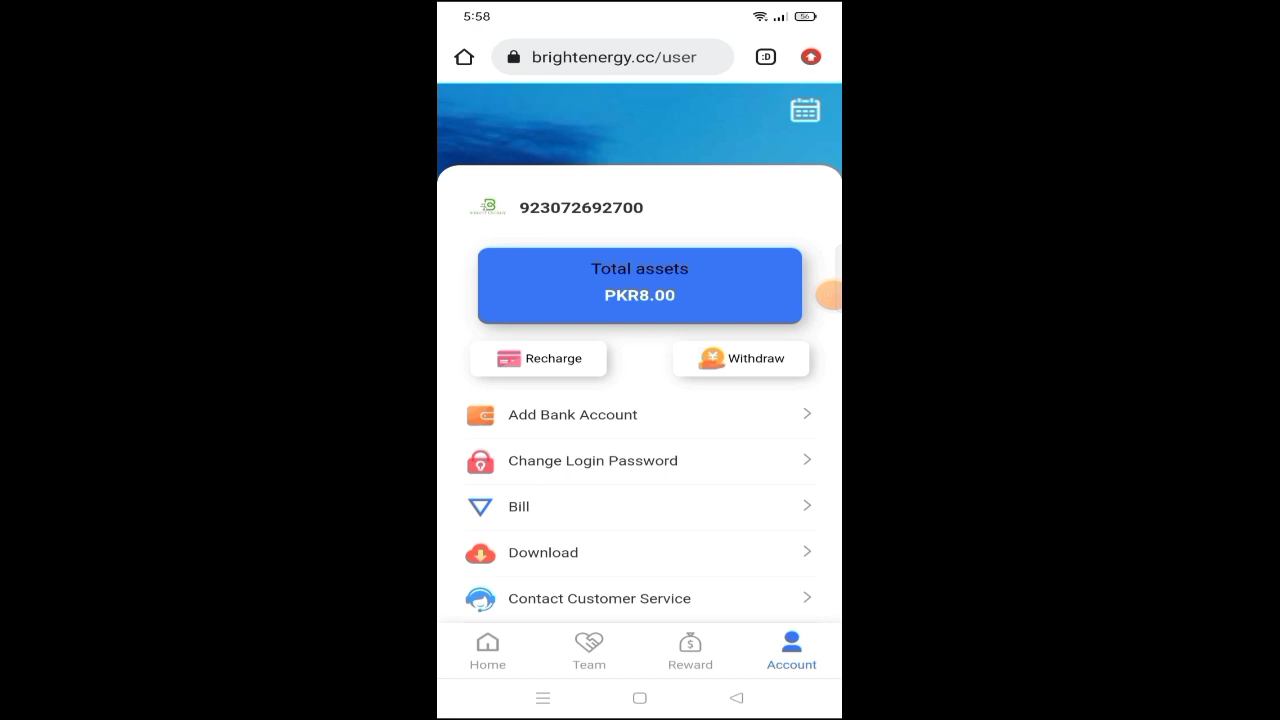 5:58
56
brightenergy.cc/user
:D
923072692700
Total assets
PKR8.00
Recharge
Withdraw
Add Bank Account
Change Login Password
Bill
Download
Contact Customer Service
Home
Team
Reward
Account